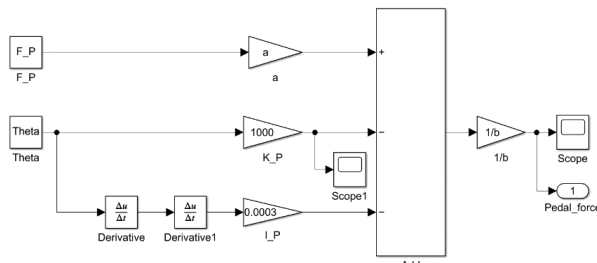 F_P
F_P
a
a
+
Theta
Theta
1000
K_P
−
Scope1
Δu
Δt
Derivative
Δu
Δt
Derivative1
0.0003
I_P
−
1/b
1/b
Scope
1
Pedal_force